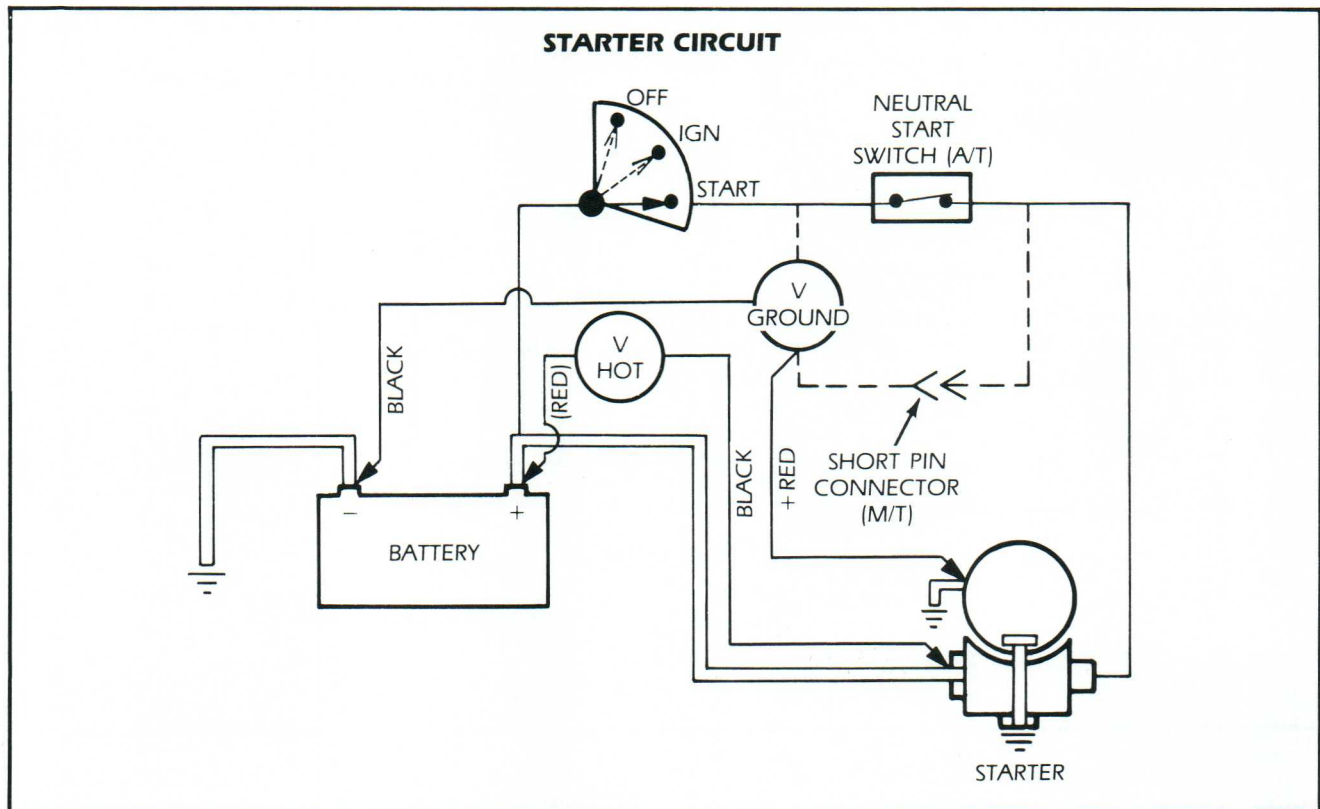 STARTER CIRCUIT
OFF
IGN
START
NEUTRAL
START
SWITCH (A/T)
V
GROUND
V
HOT
BLACK
(RED)
BLACK
+ RED
SHORT PIN
CONNECTOR
(M/T)
−
+
BATTERY
STARTER